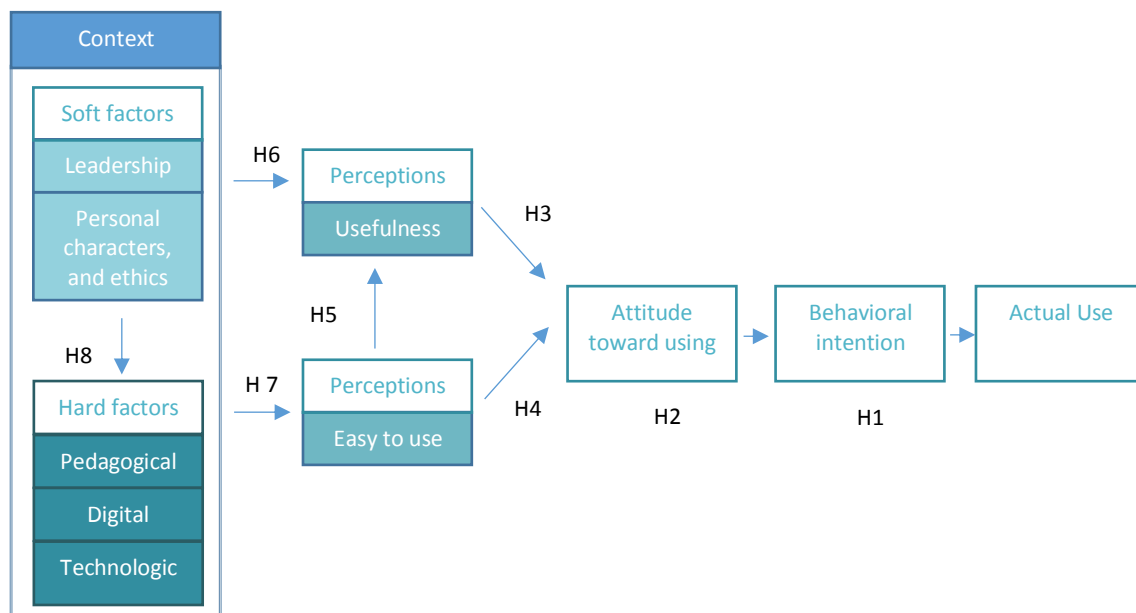 Context
Soft factors
Leadership
Personal
characters,
and ethics
H8
Hard factors
Pedagogical
Digital
Technologic
H6
H 7
Perceptions
Usefulness
H5
Perceptions
Easy to use
H3
H4
Attitude
toward using
H2
Behavioral
intention
H1
Actual Use